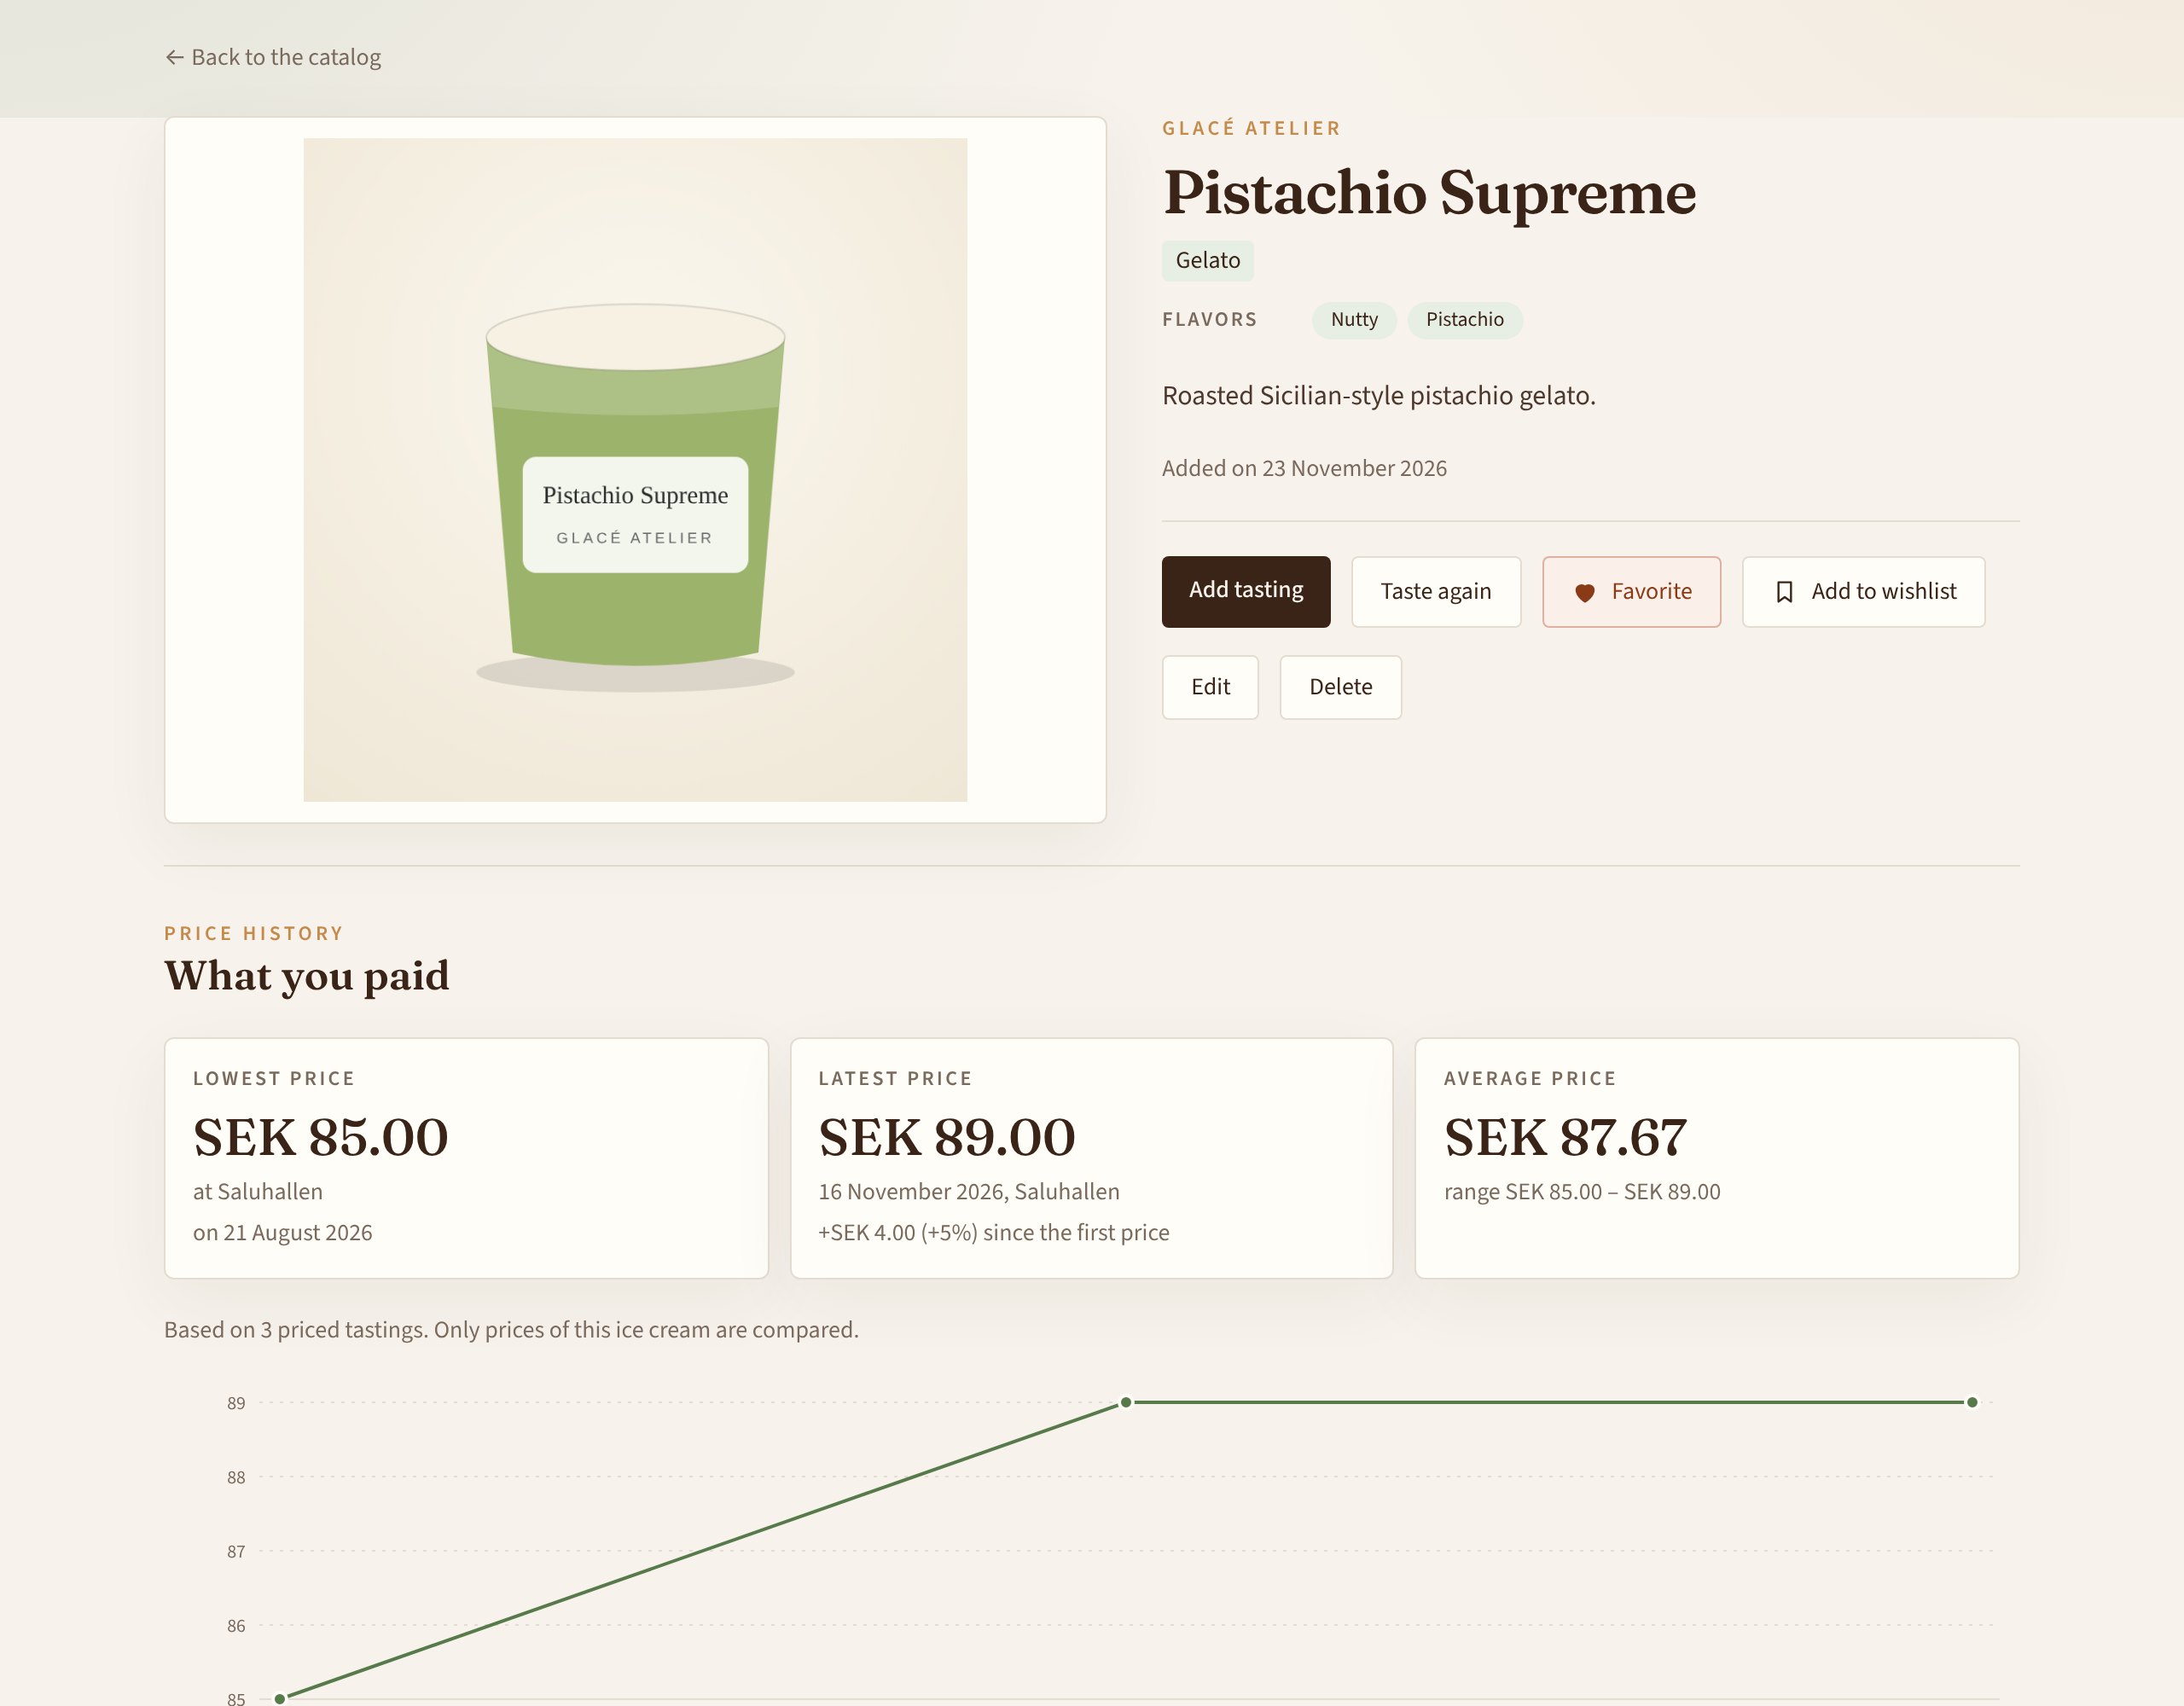 ← Back to the catalog
Pistachio Supreme
GLACÉ ATELIER
GLACÉ ATELIER
Pistachio Supreme
Gelato
FLAVORS Nutty Pistachio
Roasted Sicilian-style pistachio gelato.
Added on 23 November 2026
Add tasting Taste again Favorite Add to wishlist
Edit Delete
PRICE HISTORY
What you paid
LOWEST PRICE
SEK 85.00
at Saluhallen
on 21 August 2026
LATEST PRICE
SEK 89.00
16 November 2026, Saluhallen
+SEK 4.00 (+5%) since the first price
AVERAGE PRICE
SEK 87.67
range SEK 85.00 – SEK 89.00
Based on 3 priced tastings. Only prices of this ice cream are compared.
89
88
87
86
85